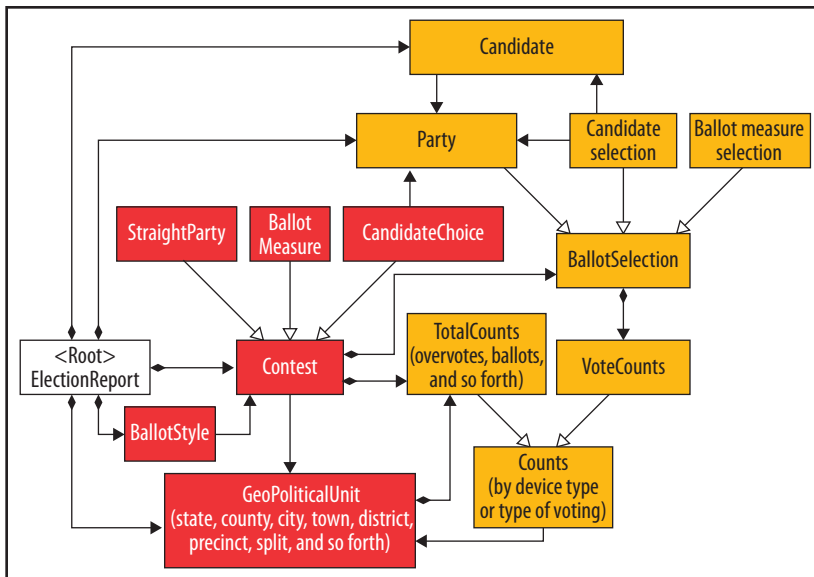 Candidate
Party
Candidate
selection
Ballot measure
selection
StraightParty
Ballot
Measure
CandidateChoice
BallotSelection
<Root>
ElectionReport
Contest
TotalCounts
(overvotes, ballots,
and so forth)
VoteCounts
BallotStyle
GeoPoliticalUnit
(state, county, city, town, district,
precinct, split, and so forth)
Counts
(by device type
or type of voting)